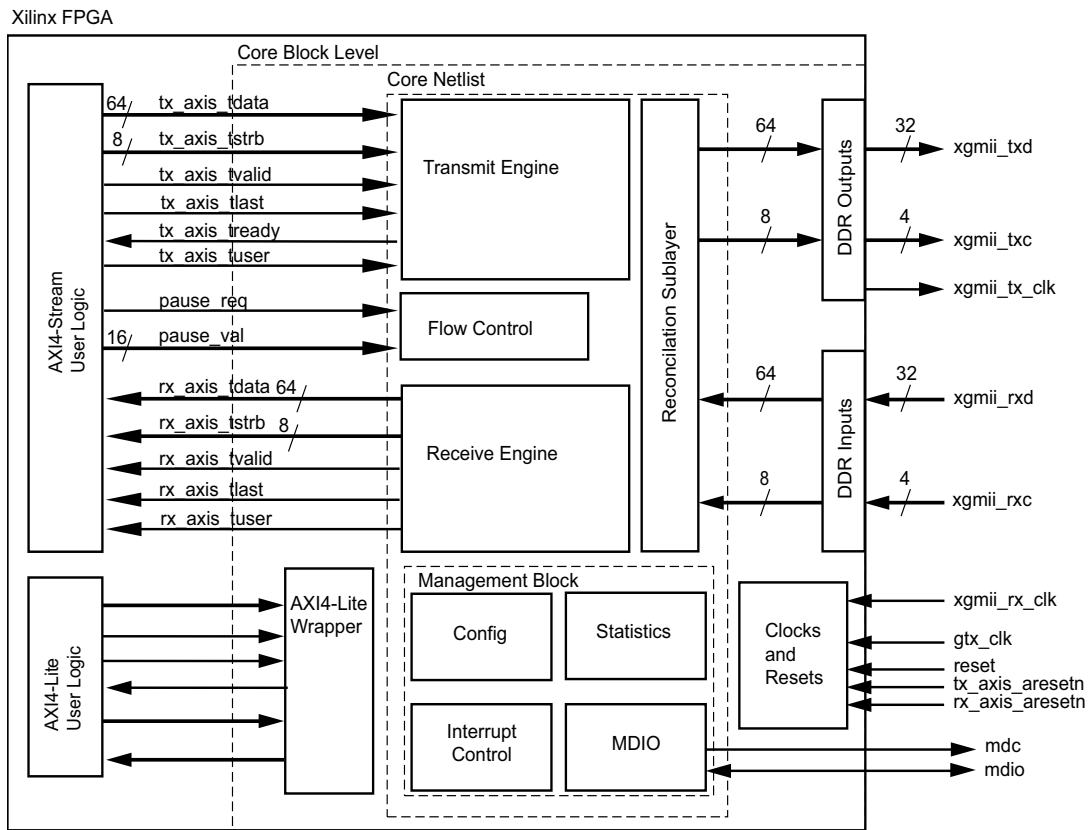 Xilinx FPGA
Core Block Level
Core Netlist
AXI4-Stream
User Logic
64
tx_axis_tdata
8
tx_axis_tstrb
tx_axis_tvalid
tx_axis_tlast
tx_axis_tready
tx_axis_tuser
pause_req
16
pause_val
rx_axis_tdata
64
rx_axis_tstrb
8
rx_axis_tvalid
rx_axis_tlast
rx_axis_tuser
Transmit Engine
Flow Control
Receive Engine
Reconcilation Sublayer
64
8
64
8
DDR Outputs
DDR Inputs
32
xgmii_txd
4
xgmii_txc
xgmii_tx_clk
32
xgmii_rxd
4
xgmii_rxc
AXI4-Lite
User Logic
AXI4-Lite
Wrapper
Management Block
Config
Statistics
Interrupt
Control
MDIO
Clocks
and
Resets
xgmii_rx_clk
gtx_clk
reset
tx_axis_aresetn
rx_axis_aresetn
mdc
mdio